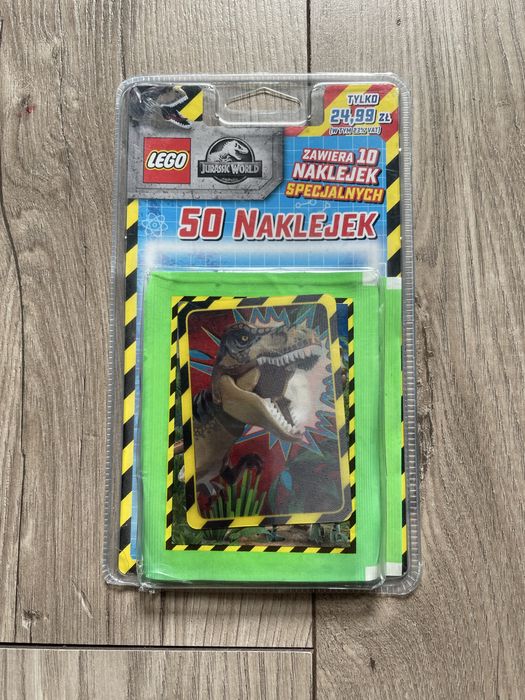 TYLKO
24,99 ZŁ
(W TYM 23% VAT)
LEGO
JURASSIC WORLD
ZAWIERA 10
NAKLEJEK
SPECJALNYCH
50 NAKLEJEK